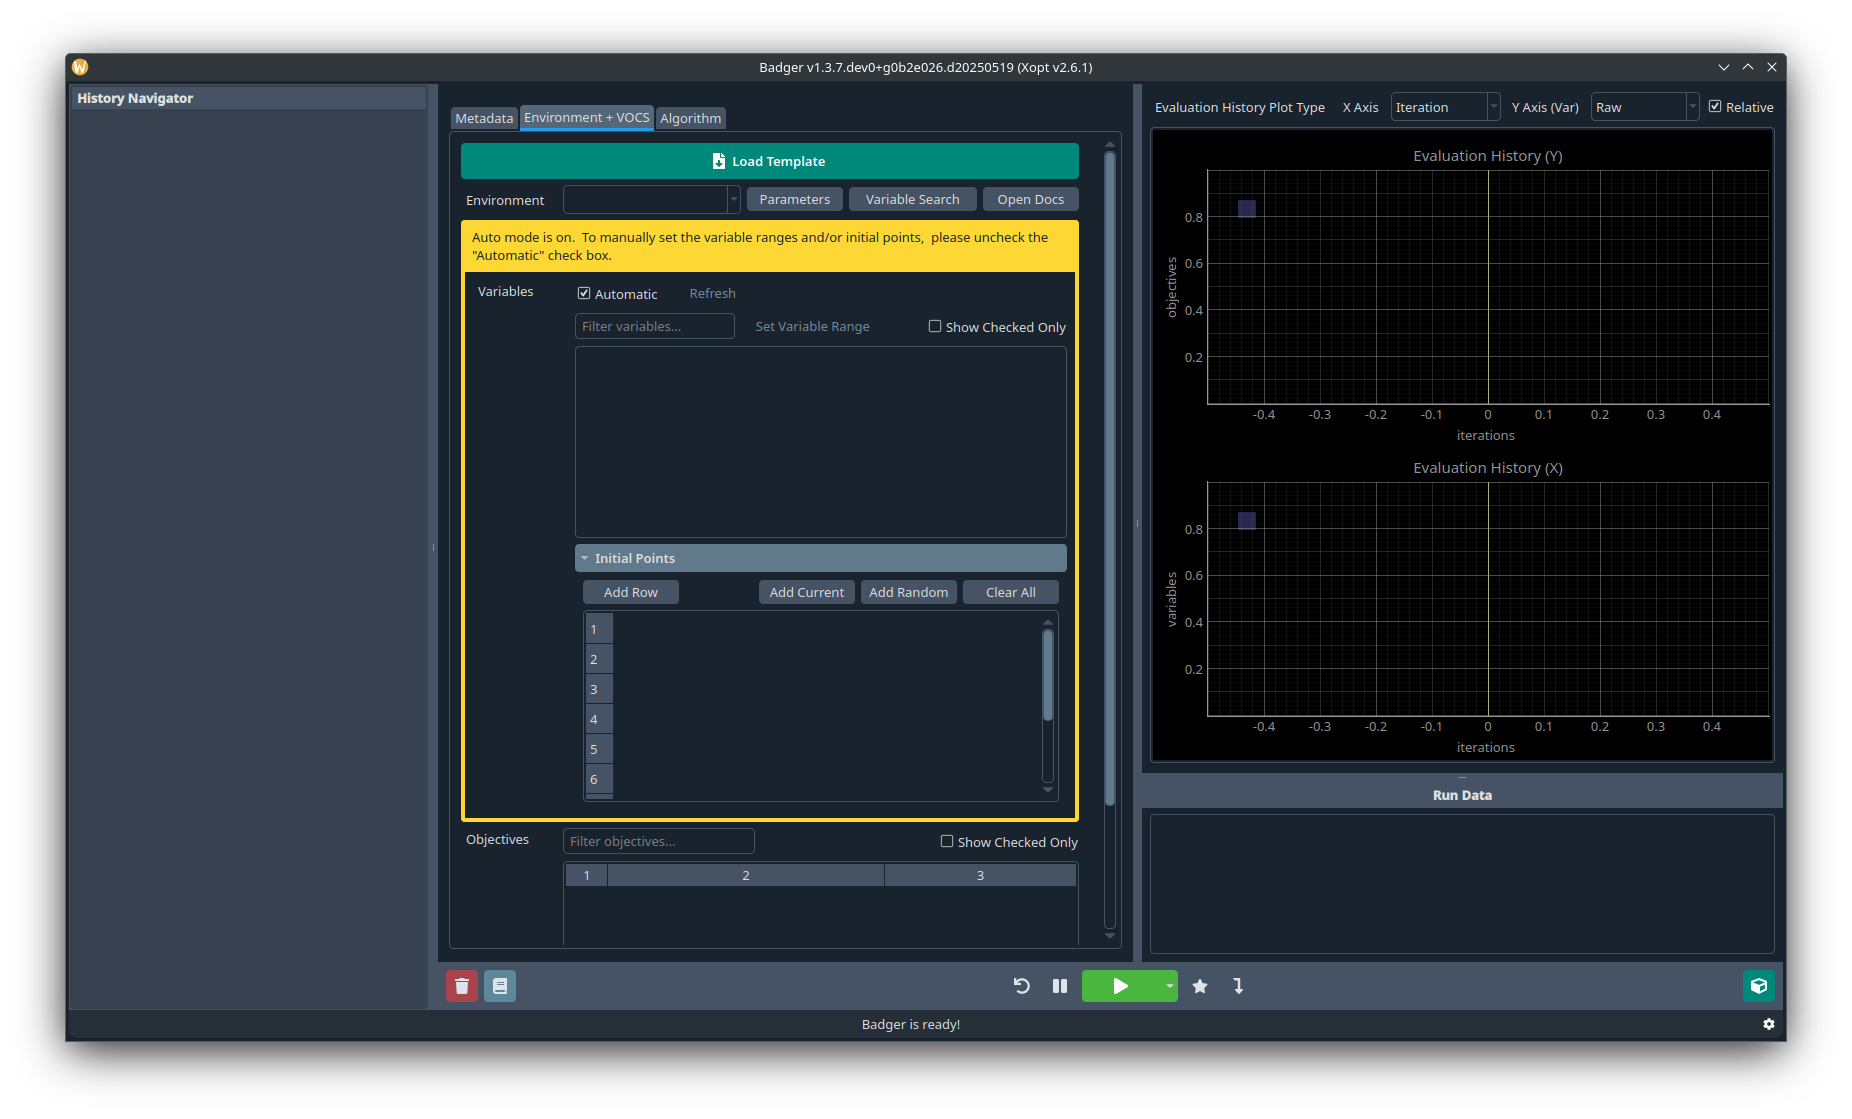 Badger v1.3.7.dev0+g0b2e026.d20250519 (Xopt v2.6.1)
History Navigator
Metadata
Environment + VOCS
Algorithm
Load Template
Environment
Parameters
Variable Search
Open Docs
Auto mode is on. To manually set the variable ranges and/or initial points, please uncheck the
"Automatic" check box.
Variables
Automatic
Refresh
Filter variables...
Set Variable Range
Show Checked Only
Initial Points
Add Row
Add Current
Add Random
Clear All
1
2
3
4
5
6
Objectives
Filter objectives...
Show Checked Only
1
2
3
Evaluation History Plot Type
X Axis
Iteration
Y Axis (Var)
Raw
Relative
Evaluation History (Y)
objectives
0.8
0.6
0.4
0.2
-0.4
-0.3
-0.2
-0.1
0
0.1
0.2
0.3
0.4
iterations
Evaluation History (X)
variables
0.8
0.6
0.4
0.2
-0.4
-0.3
-0.2
-0.1
0
0.1
0.2
0.3
0.4
iterations
Run Data
Badger is ready!